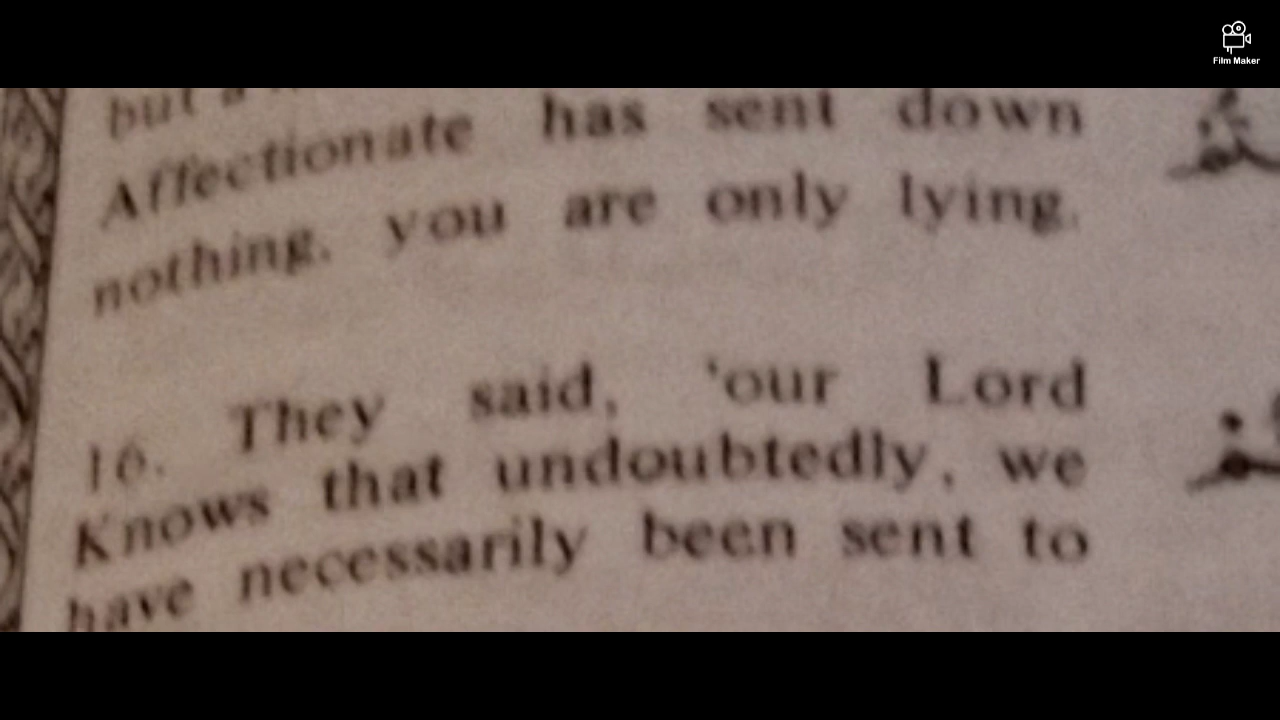 Film Maker
but a
Affectionate has sent down
nothing. you are only lying.
16. They said, 'our Lord
Knows that undoubtedly, we
have necessarily been sent to